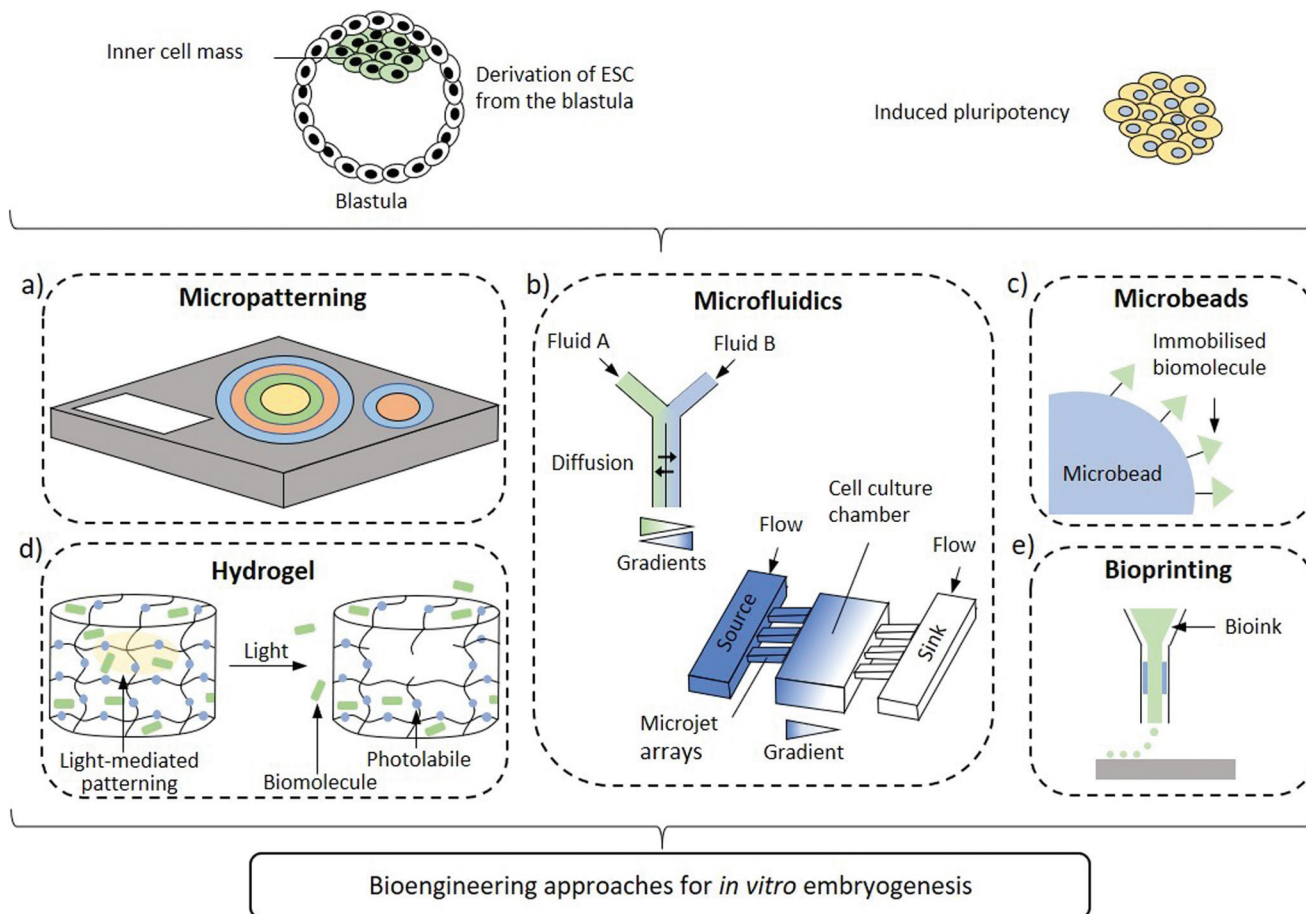 Inner cell mass
Derivation of ESC
from the blastula
Blastula
Induced pluripotency
a)
Micropatterning
b)
Microfluidics
Fluid A
Fluid B
Diffusion
Gradients
Cell culture
chamber
Flow
Flow
Source
Sink
Microjet
arrays
Gradient
c)
Microbeads
Immobilised
biomolecule
Microbead
d)
Hydrogel
Light
Light-mediated
patterning
Biomolecule
Photolabile
e)
Bioprinting
Bioink
Bioengineering approaches for in vitro embryogenesis